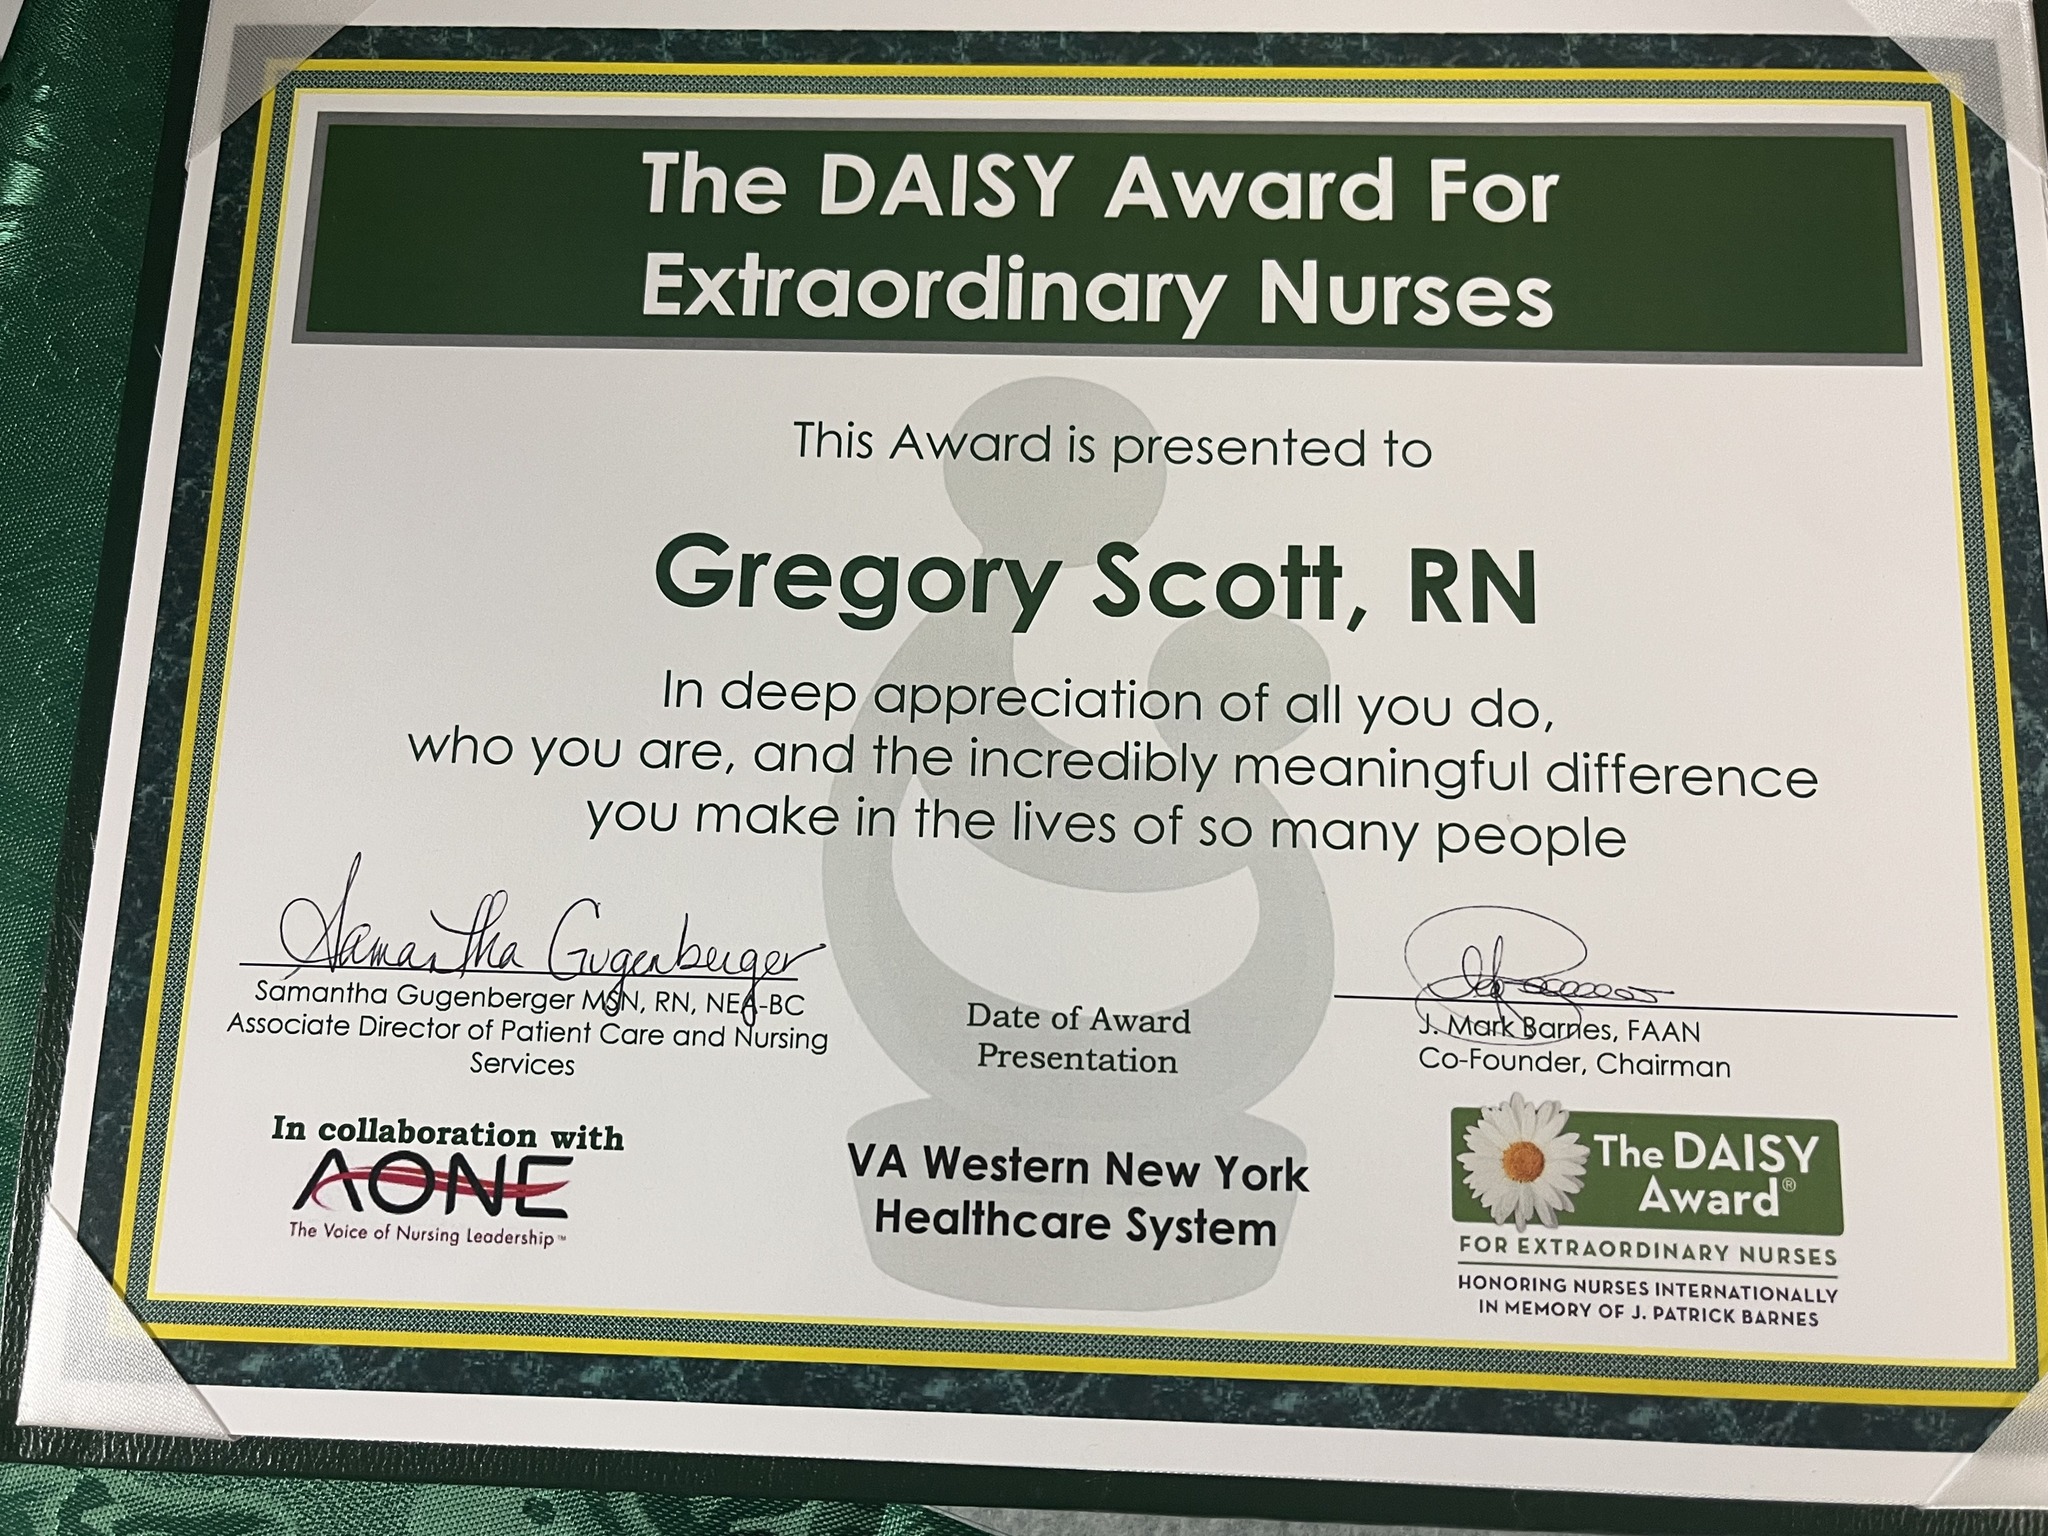 The DAISY Award For
Extraordinary Nurses
This Award is presented to
Gregory Scott, RN
In deep appreciation of all you do,
who you are, and the incredibly meaningful difference
you make in the lives of so many people
Samantha Gugenberger
Samantha Gugenberger MSN, RN, NEA-BC
Associate Director of Patient Care and Nursing
Services
Date of Award
Presentation
J. Mark Barnes, FAAN
Co-Founder, Chairman
In collaboration with
AONE
The Voice of Nursing Leadership™
VA Western New York
Healthcare System
The DAISY
Award®
FOR EXTRAORDINARY NURSES
HONORING NURSES INTERNATIONALLY
IN MEMORY OF J. PATRICK BARNES